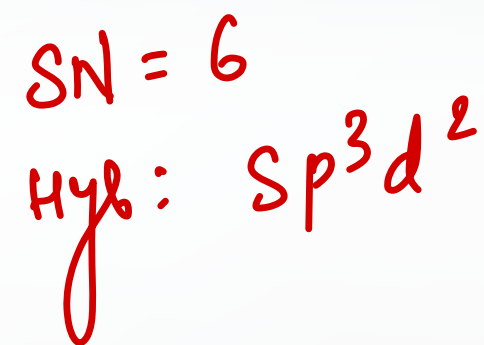 SN = 6
Hyb: Sp³d²